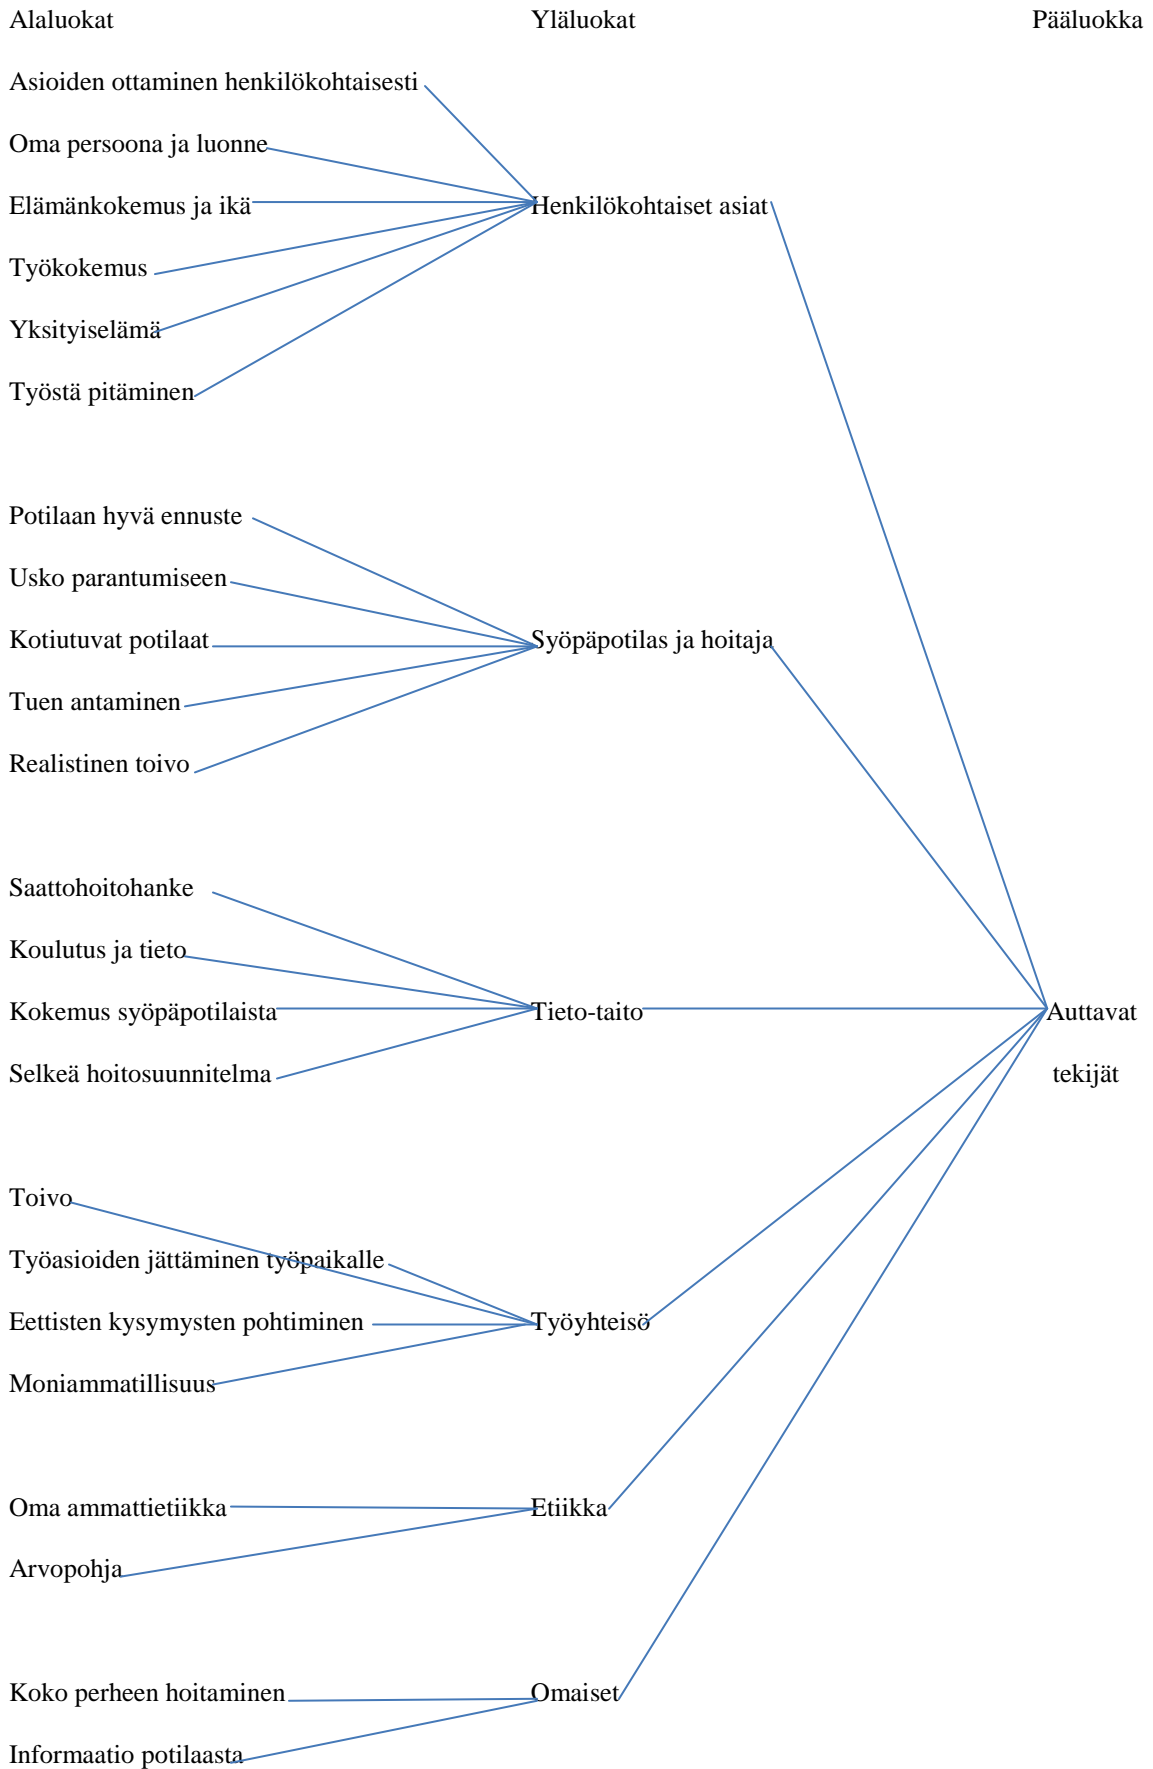 Alaluokat Yläluokat Pääluokka
Asioiden ottaminen henkilökohtaisesti
Oma persoona ja luonne
Elämänkokemus ja ikä Henkilökohtaiset asiat
Työkokemus
Yksityiselämä
Työstä pitäminen
Potilaan hyvä ennuste
Usko parantumiseen
Kotiutuvat potilaat Syöpäpotilas ja hoitaja
Tuen antaminen
Realistinen toivo
Saattohoitohanke
Koulutus ja tieto
Kokemus syöpäpotilaista Tieto-taito Auttavat
Selkeä hoitosuunnitelma tekijät
Toivo
Työasioiden jättäminen työpaikalle
Eettisten kysymysten pohtiminen Työyhteisö
Moniammatillisuus
Oma ammattietiikka Etiikka
Arvopohja
Koko perheen hoitaminen Omaiset
Informaatio potilaasta